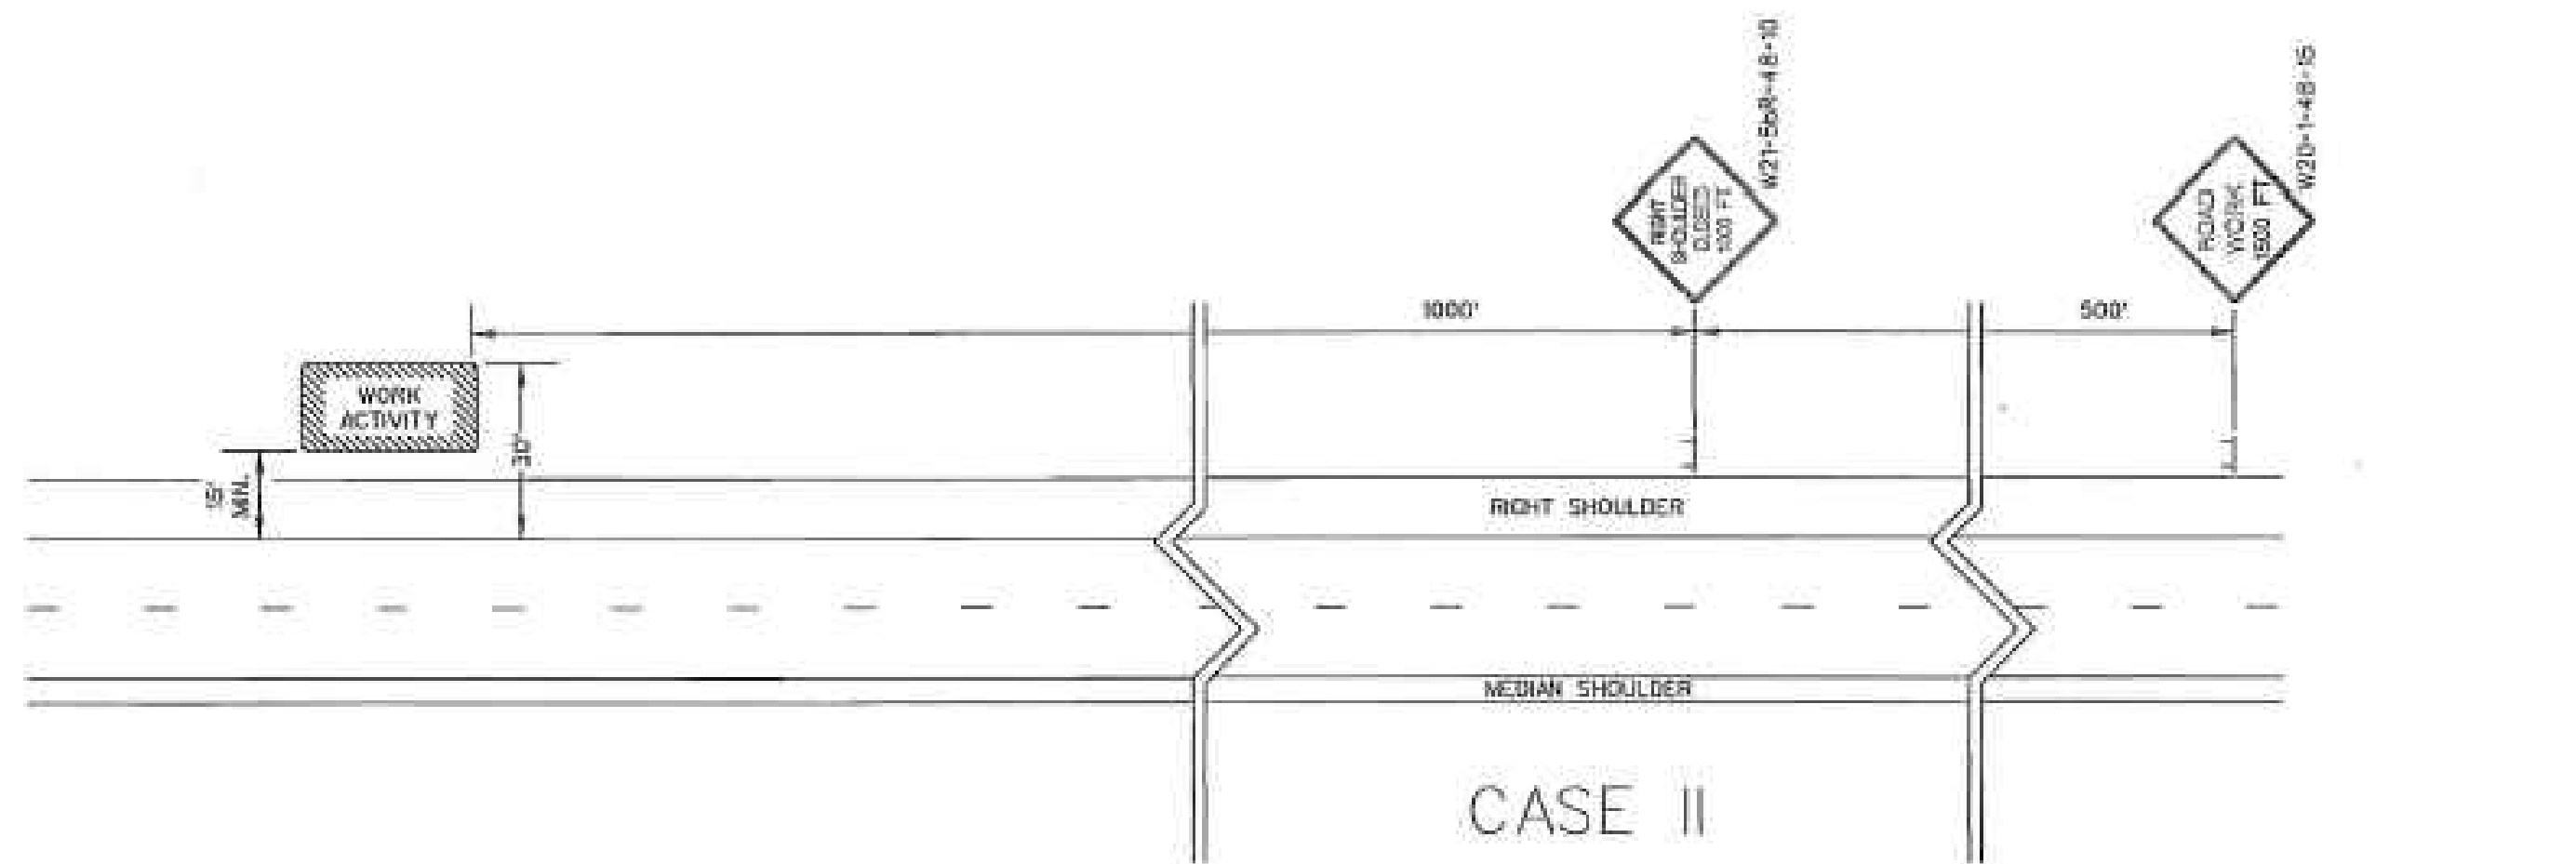 W21-5bR-48-10
W20-1-48-15
RIGHT
SHOULDER
CLOSED
1000 FT
ROAD
WORK
1500 FT
1000'
500'
WORK
ACTIVITY
30'
MIN.
RIGHT SHOULDER
MEDIAN SHOULDER
CASE II